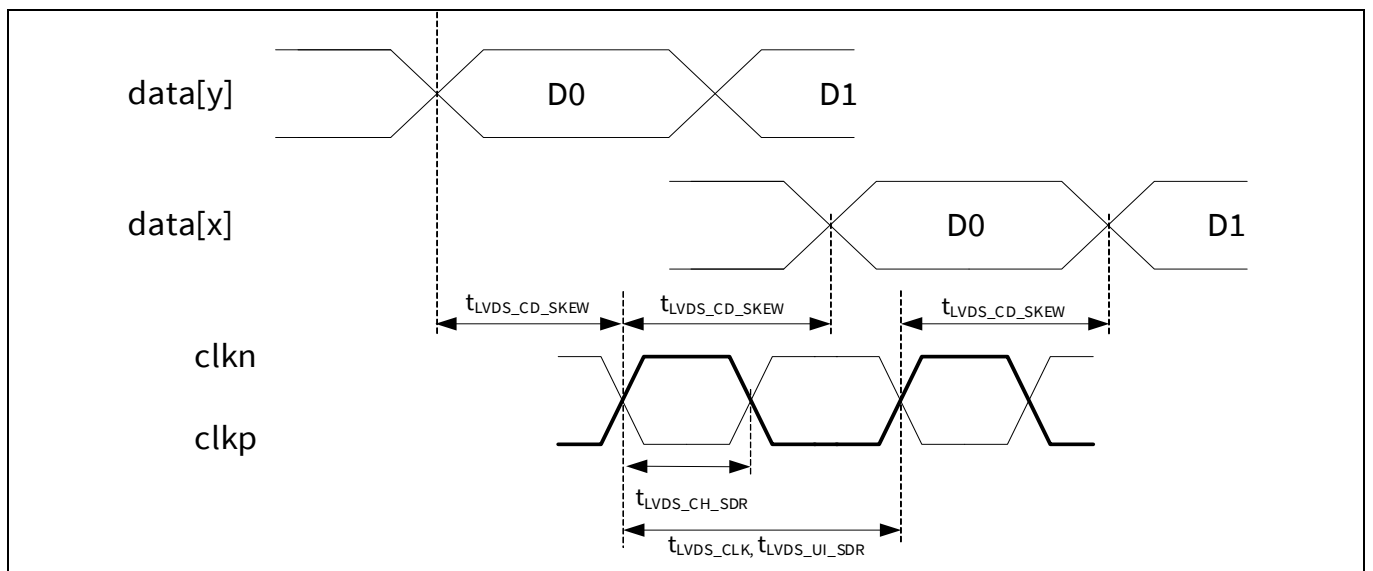 data[y] D0 D1
data[x] D0 D1
tLVDS_CD_SKEW tLVDS_CD_SKEW tLVDS_CD_SKEW
clkn
clkp
tLVDS_CH_SDR
tLVDS_CLK, tLVDS_UI_SDR